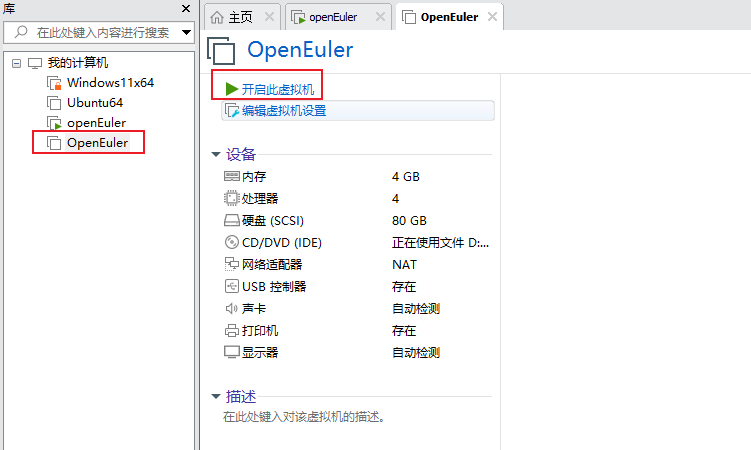 库
主页
openEuler
OpenEuler
在此处键入内容进行搜索
我的计算机
Windows11x64
Ubuntu64
openEuler
OpenEuler
OpenEuler
开启此虚拟机
编辑虚拟机设置
设备
内存 4 GB
处理器 4
硬盘 (SCSI) 80 GB
CD/DVD (IDE) 正在使用文件 D:...
网络适配器 NAT
USB 控制器 存在
声卡 自动检测
打印机 存在
显示器 自动检测
描述
在此处键入对该虚拟机的描述。